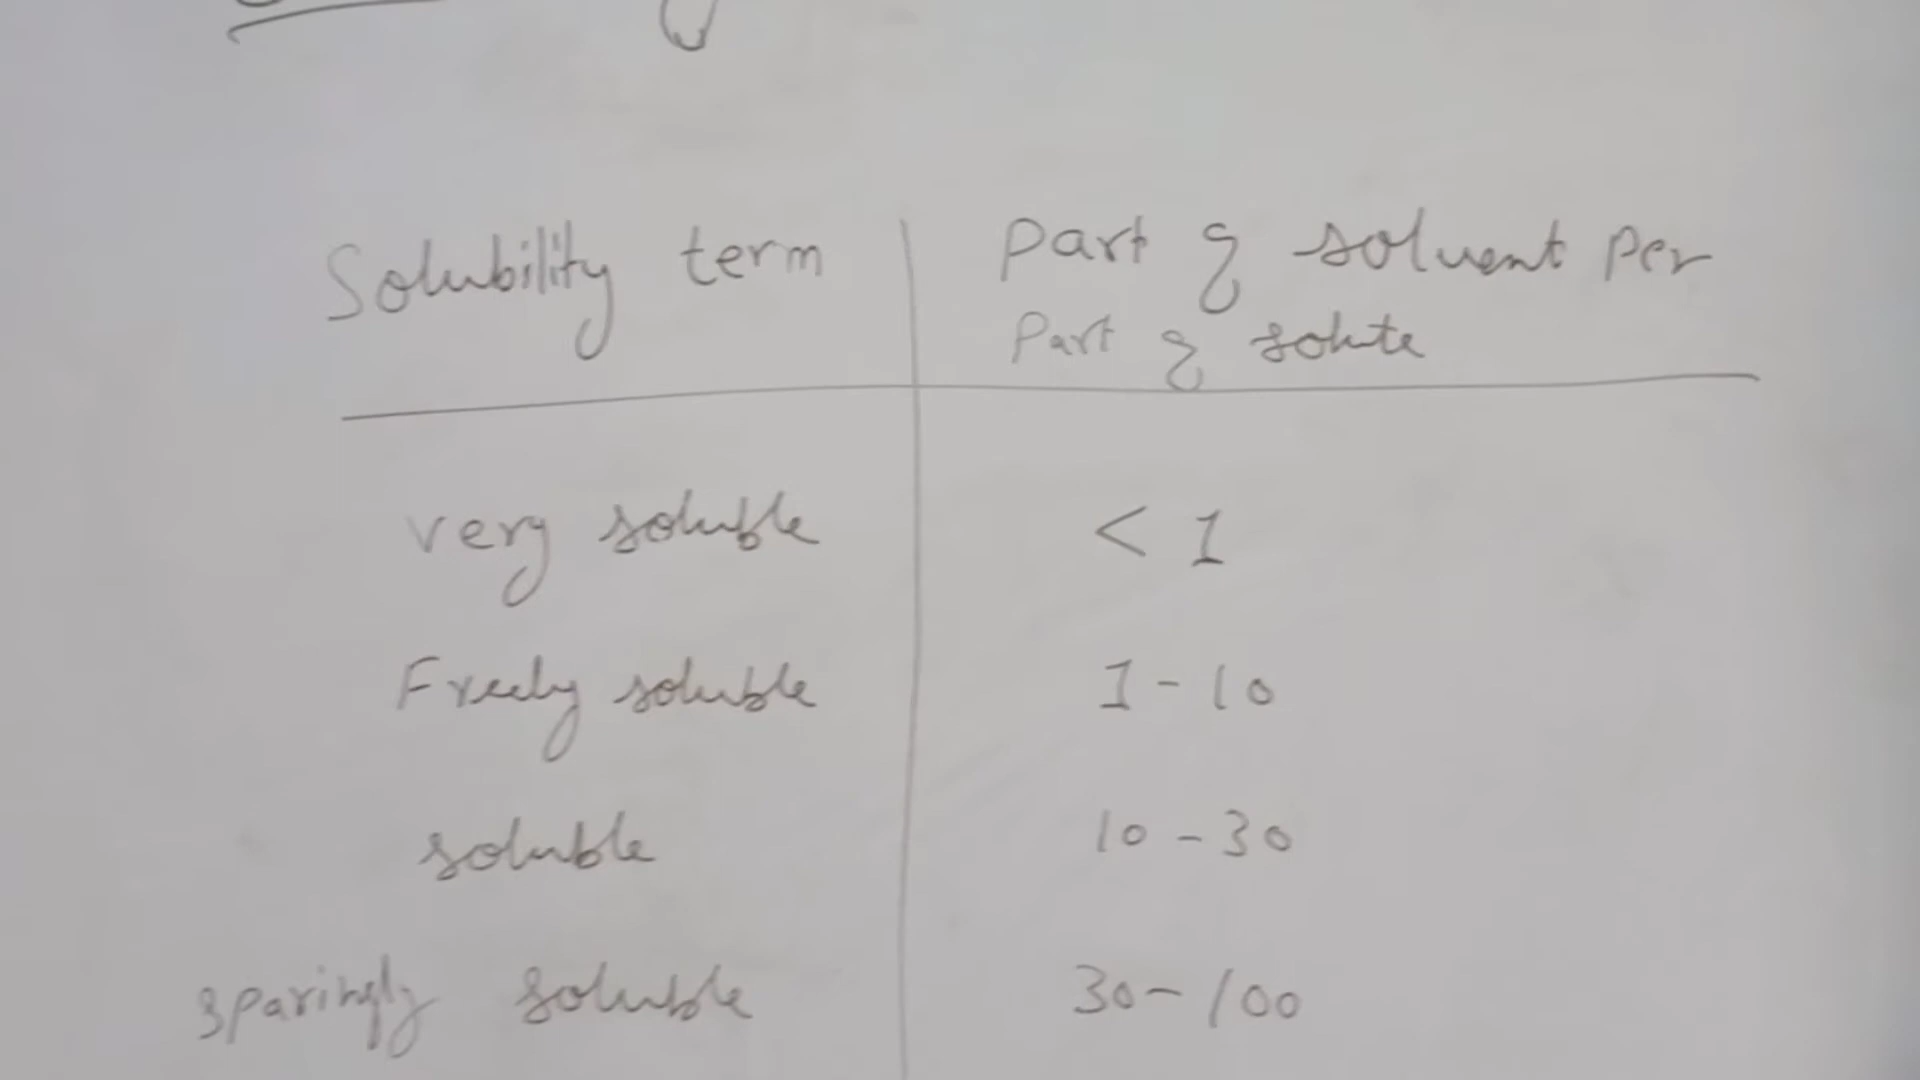 Solubility term | part of solvent per
Part of solute
very soluble | < 1
Freely soluble | 1 - 10
soluble | 10 - 30
sparingly soluble | 30 - 100